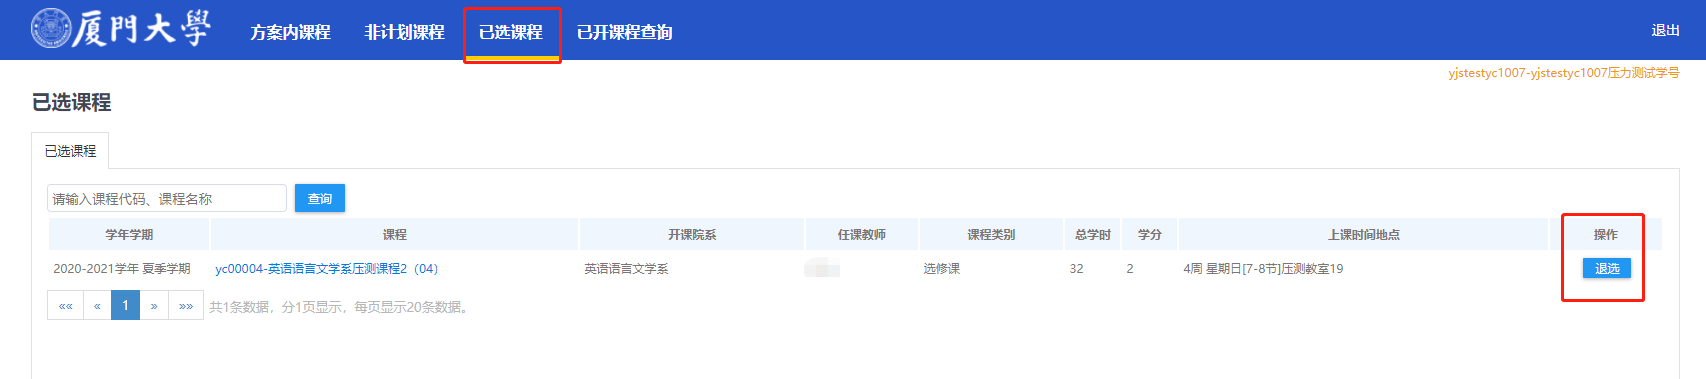 厦門大學 方案内课程 非计划课程 已选课程 已开课程查询 退出
yjstestyc1007-yjstestyc1007压力测试学号
已选课程
已选课程
请输入课程代码、课程名称 查询
学年学期 课程 开课院系 任课教师 课程类别 总学时 学分 上课时间地点 操作
2020-2021学年 夏季学期 yc00004-英语语言文学系压测课程2（04） 英语语言文学系 选修课 32 2 4周 星期日[7-8节]压测教室19 退选
«« « 1 » »» 共1条数据，分1页显示，每页显示20条数据。